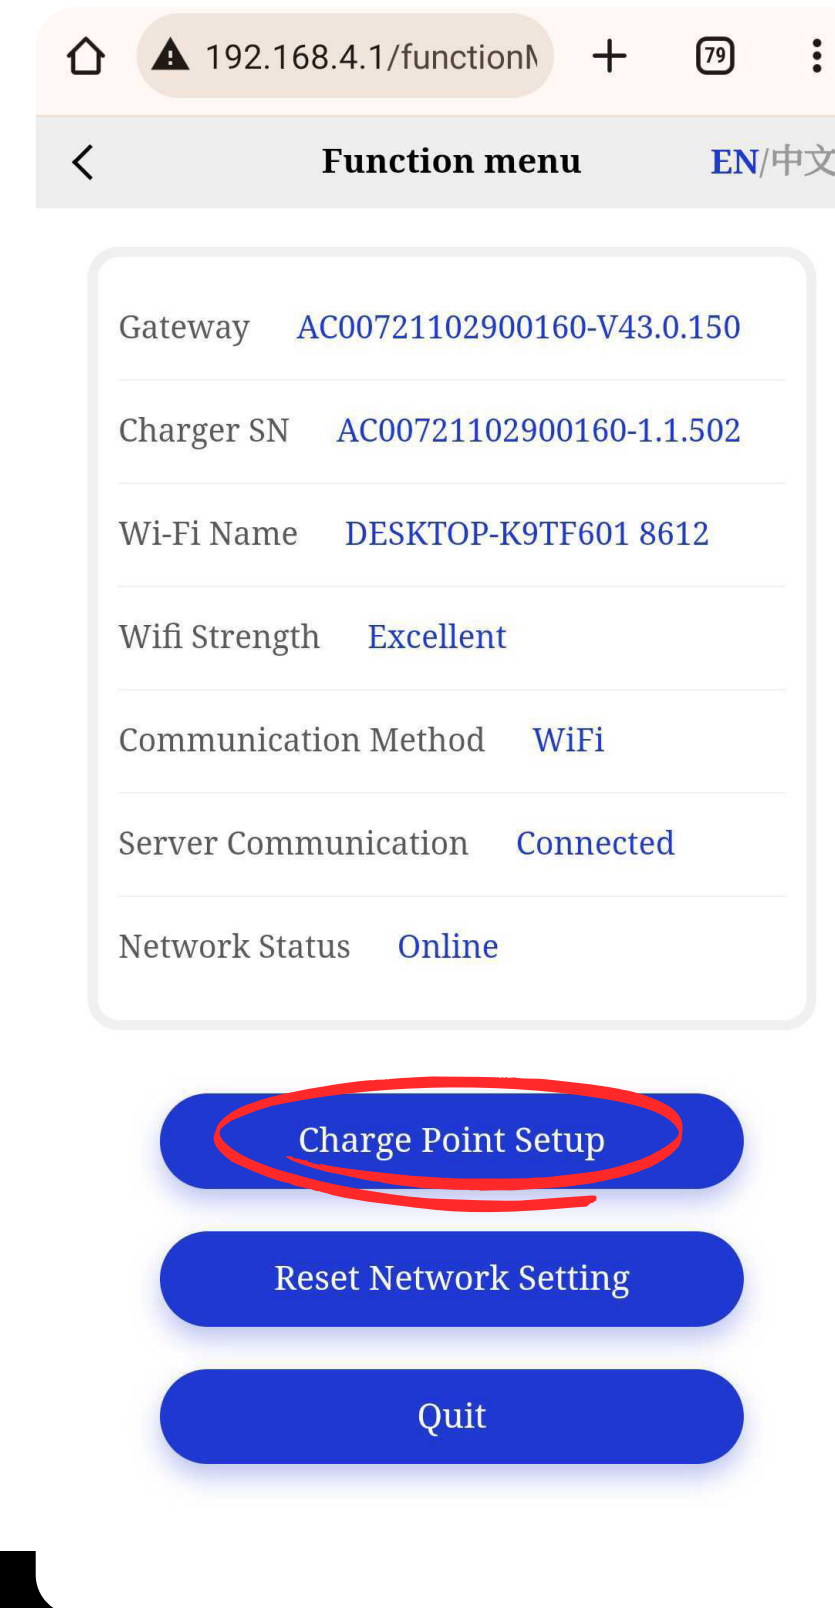 192.168.4.1/function
79
Function menu
EN/中文
Gateway AC00721102900160-V43.0.150
Charger SN AC00721102900160-1.1.502
Wi-Fi Name DESKTOP-K9TF601 8612
Wifi Strength Excellent
Communication Method WiFi
Server Communication Connected
Network Status Online
Charge Point Setup
Reset Network Setting
Quit